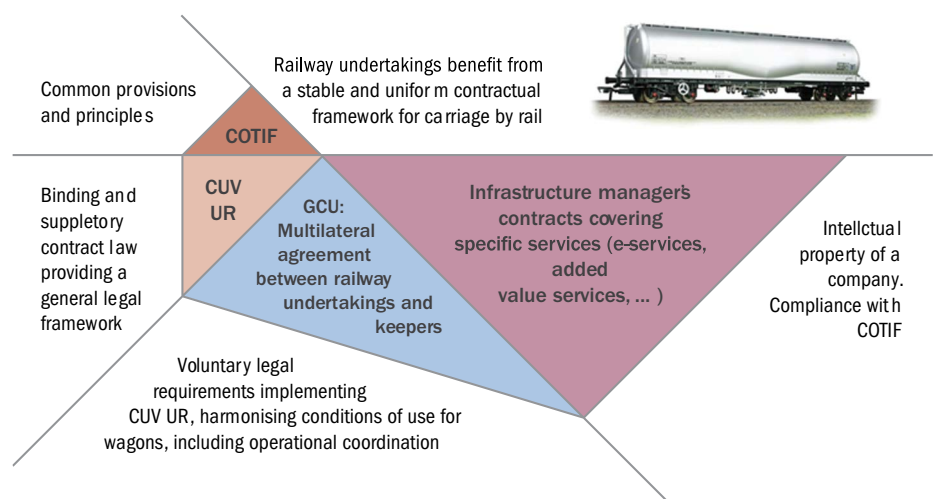 Common provisions
and principles
Railway undertakings benefit from
a stable and uniform contractual
framework for carriage by rail
COTIF
Binding and
suppletory
contract law
providing a
general legal
framework
CUV
UR
GCU:
Multilateral
agreement
between railway
undertakings and
keepers
Infrastructure manager's
contracts covering
specific services (e-services,
added
value services, ... )
Intellctual
property of a
company.
Compliance with
COTIF
Voluntary legal
requirements implementing
CUV UR, harmonising conditions of use for
wagons, including operational coordination